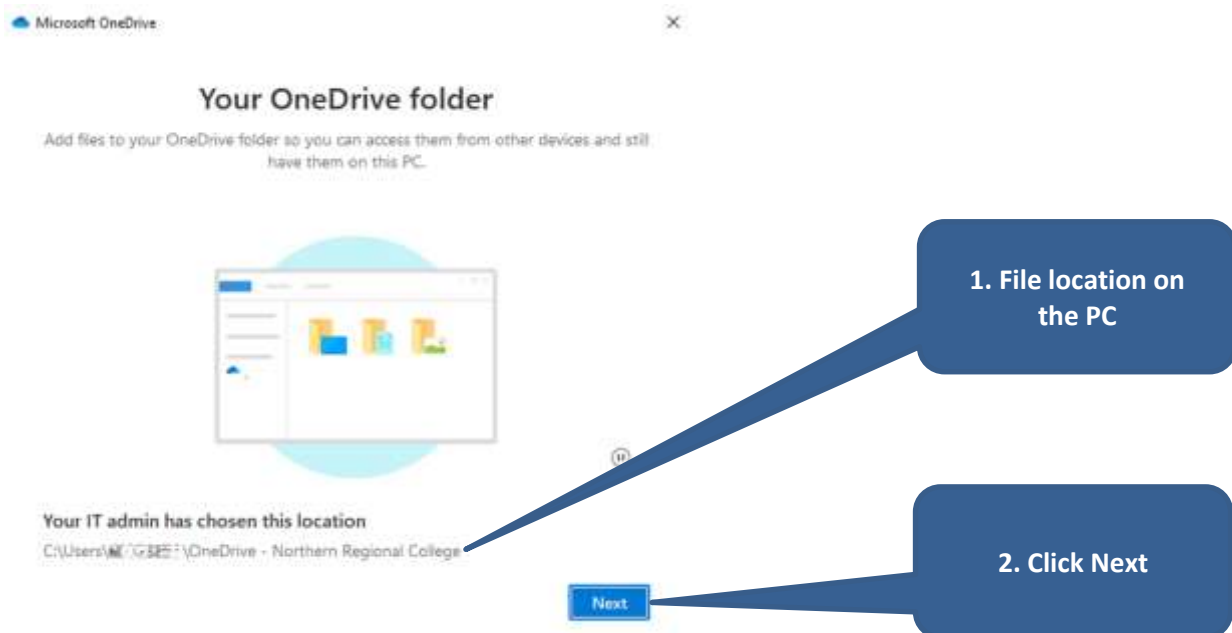 Microsoft OneDrive
Your OneDrive folder
Add files to your OneDrive folder so you can access them from other devices and still
have them on this PC.
1. File location on
the PC
Your IT admin has chosen this location
C:\Users\ \OneDrive - Northern Regional College
2. Click Next
Next